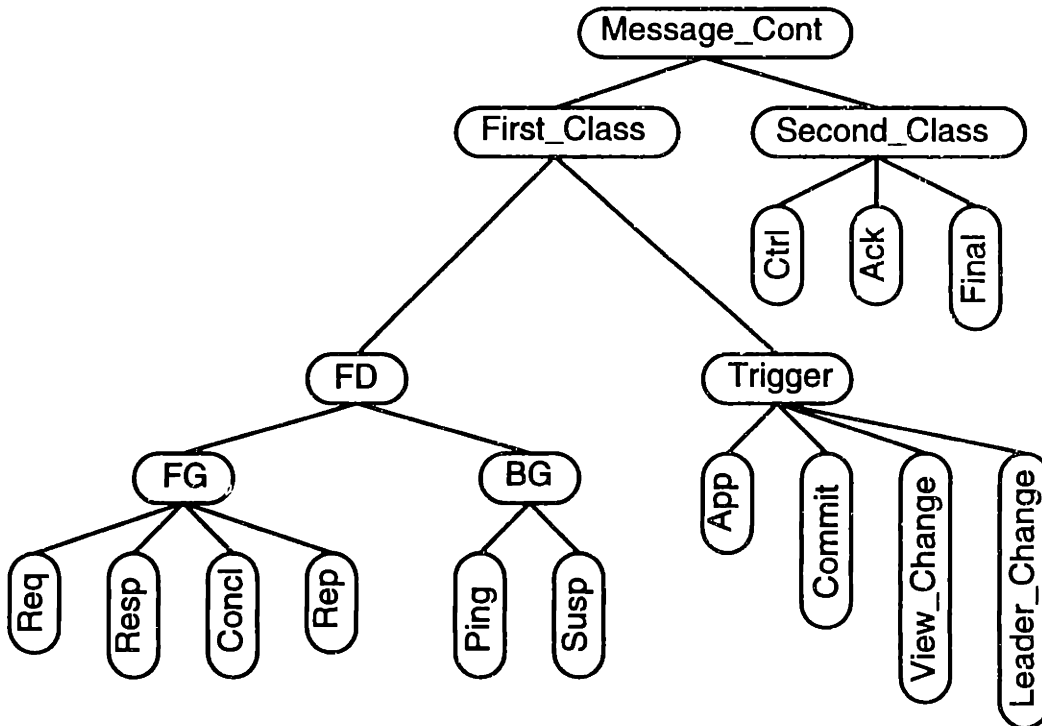 Message_Cont
First_Class
Second_Class
Ctrl
Ack
Final
FD
Trigger
FG
BG
App
Commit
View_Change
Leader_Change
Req
Resp
Concl
Rep
Ping
Susp